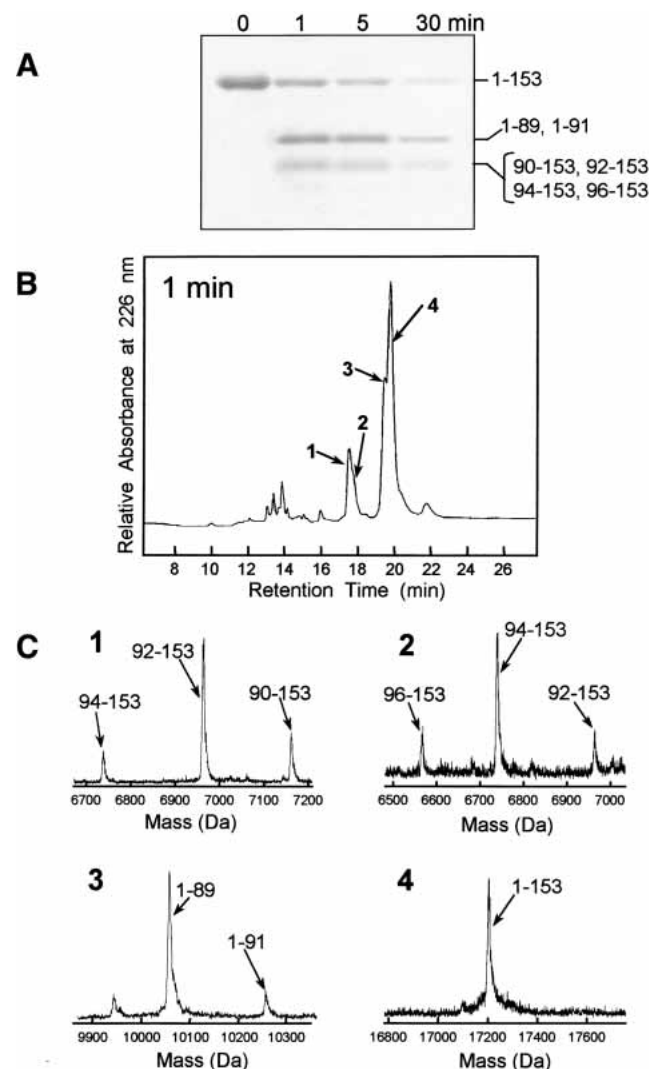 0 1 5 30 min
A
1-153
1-89, 1-91
90-153, 92-153
94-153, 96-153
B
1 min
4
3
2
1
Relative Absorbance at 226 nm
8 10 12 14 16 18 20 22 24 26
Retention Time (min)
C
1
92-153
94-153
90-153
6700 6800 6900 7000 7100 7200
Mass (Da)
2
94-153
96-153
92-153
6500 6600 6700 6800 6900 7000
Mass (Da)
3
1-89
1-91
9900 10000 10100 10200 10300
Mass (Da)
4
1-153
16800 17000 17200 17400 17600
Mass (Da)